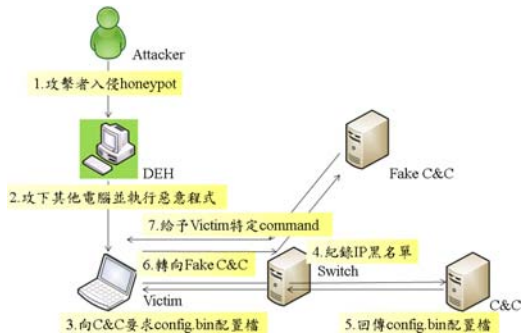 Attacker
1.攻擊者入侵honeypot
DEH
Fake C&C
2.攻下其他電腦並執行惡意程式
7.給予Victim特定command
4.紀錄IP黑名單
6.轉向Fake C&C
Switch
Victim
C&C
3.向C&C要求config.bin配置檔
5.回傳config.bin配置檔